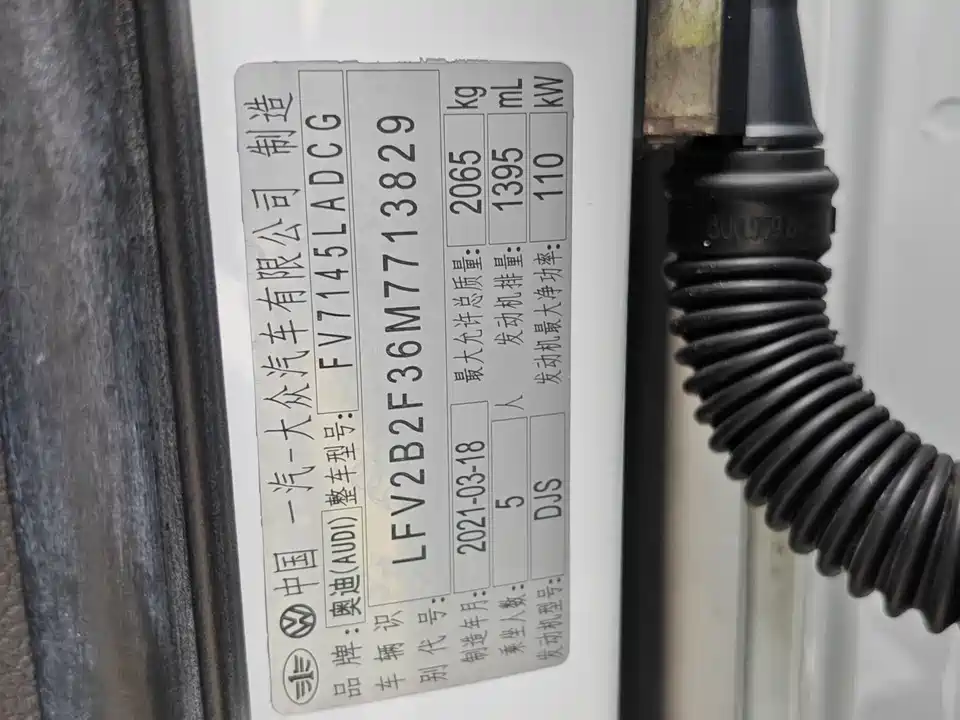 中国 一汽-大众汽车有限公司 制造
品牌: 奥迪(AUDI) 整车型号: FV7145LADCG
车辆识别代号: LFV2B2F36M7713829
制造年月: 2021-03-18 最大允许总质量: 2065 kg
乘坐人数: 5 人 发动机排量: 1395 mL
发动机型号: DJS 发动机最大净功率: 110 kW